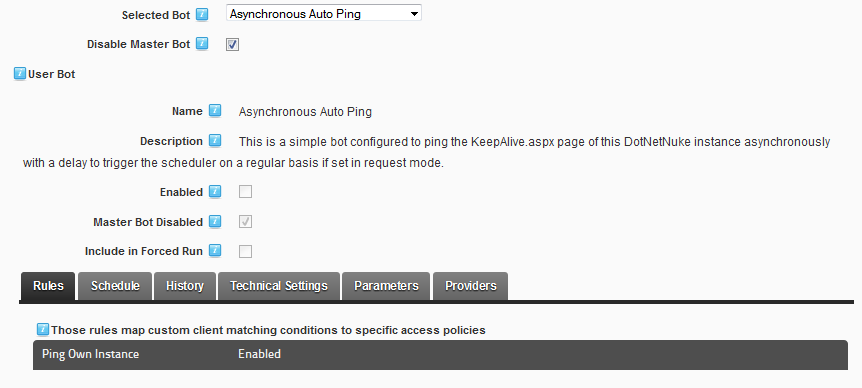 Selected Bot Asynchronous Auto Ping
Disable Master Bot
User Bot
Name Asynchronous Auto Ping
Description This is a simple bot configured to ping the KeepAlive.aspx page of this DotNetNuke instance asynchronously
with a delay to trigger the scheduler on a regular basis if set in request mode.
Enabled
Master Bot Disabled
Include in Forced Run
Rules Schedule History Technical Settings Parameters Providers
Those rules map custom client matching conditions to specific access policies
Ping Own Instance Enabled